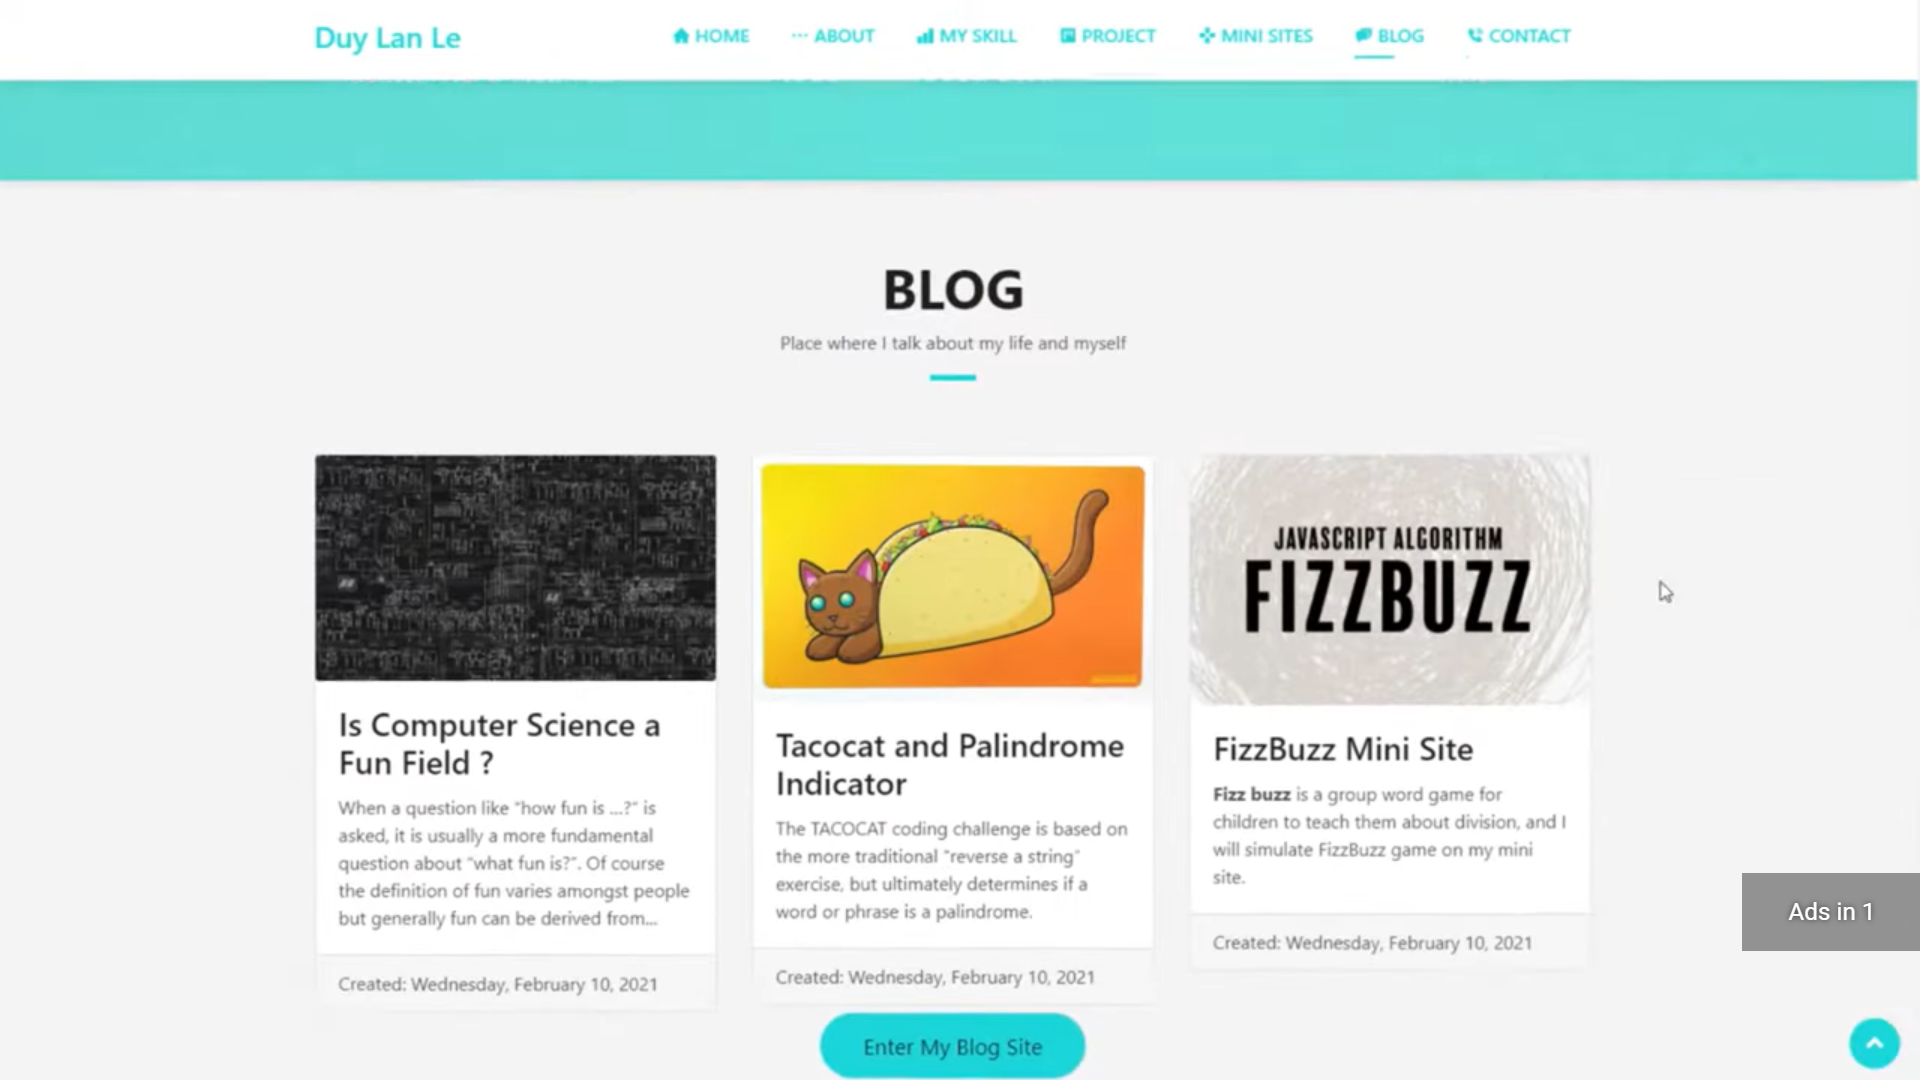 Duy Lan Le
HOME
ABOUT
MY SKILL
PROJECT
MINI SITES
BLOG
CONTACT
BLOG
Place where I talk about my life and myself
Is Computer Science a
Fun Field ?
When a question like "how fun is ...?" is
asked, it is usually a more fundamental
question about "what fun is?". Of course
the definition of fun varies amongst people
but generally fun can be derived from...
Created: Wednesday, February 10, 2021
Tacocat and Palindrome
Indicator
The TACOCAT coding challenge is based on
the more traditional "reverse a string"
exercise, but ultimately determines if a
word or phrase is a palindrome.
Created: Wednesday, February 10, 2021
JAVASCRIPT ALGORITHM
FIZZBUZZ
FizzBuzz Mini Site
Fizz buzz is a group word game for
children to teach them about division, and I
will simulate FizzBuzz game on my mini
site.
Created: Wednesday, February 10, 2021
Ads in 1
Enter My Blog Site